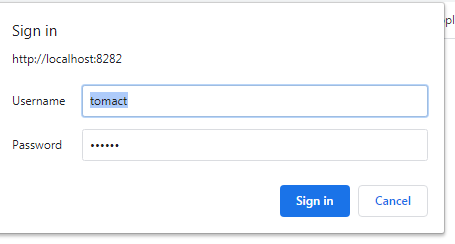 Sign in
http://localhost:8282
Username tomact
Password ••••••
Sign in Cancel